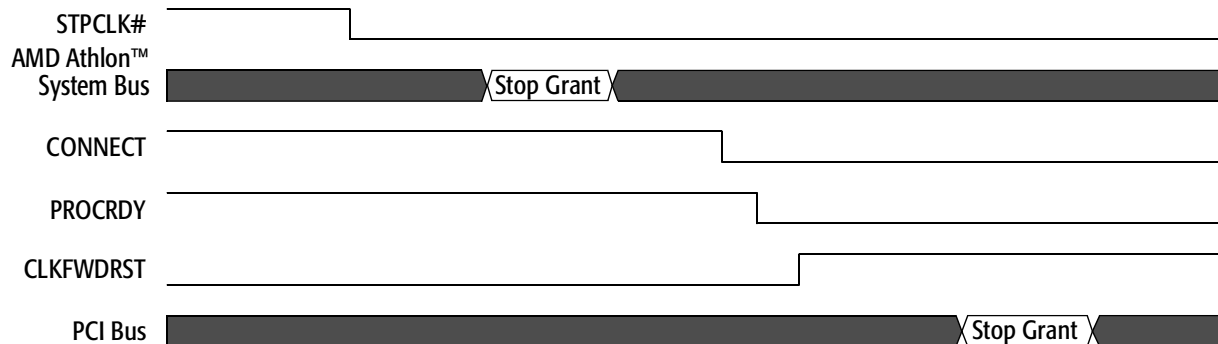 STPCLK#
AMD Athlon™
System Bus
Stop Grant
CONNECT
PROCRDY
CLKFWDRST
PCI Bus
Stop Grant